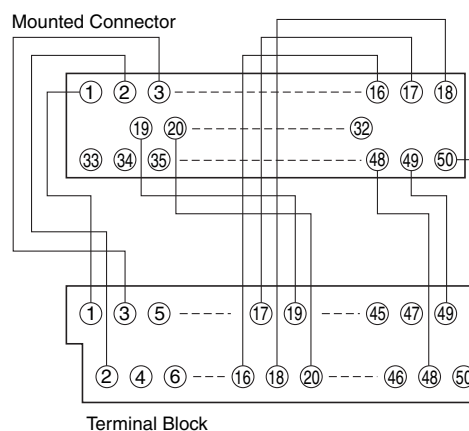 Mounted Connector
1 2 3 16 17 18
19 20 32
33 34 35 48 49 50
1 3 5 17 19 45 47 49
2 4 6 16 18 20 46 48 50
Terminal Block